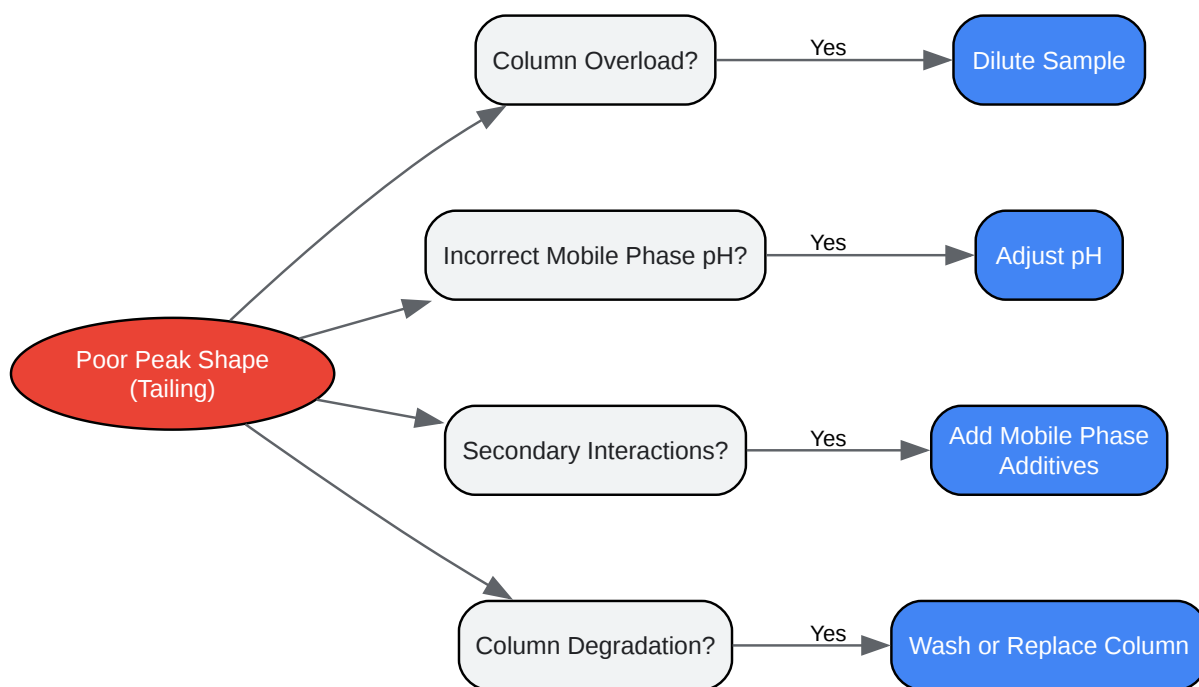 Column Overload?
Yes
Dilute Sample
Incorrect Mobile Phase pH?
Yes
Adjust pH
Poor Peak Shape
(Tailing)
Secondary Interactions?
Yes
Add Mobile Phase
Additives
Column Degradation?
Yes
Wash or Replace Column